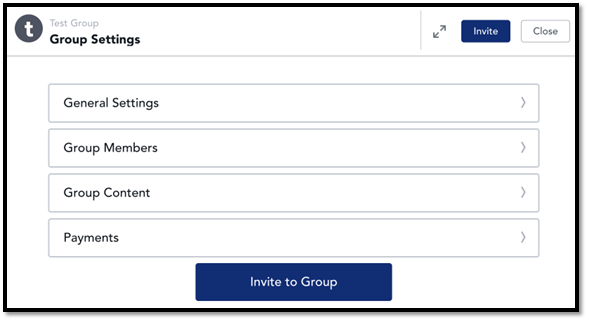 t
Test Group
Group Settings
Invite
Close
General Settings
Group Members
Group Content
Payments
Invite to Group